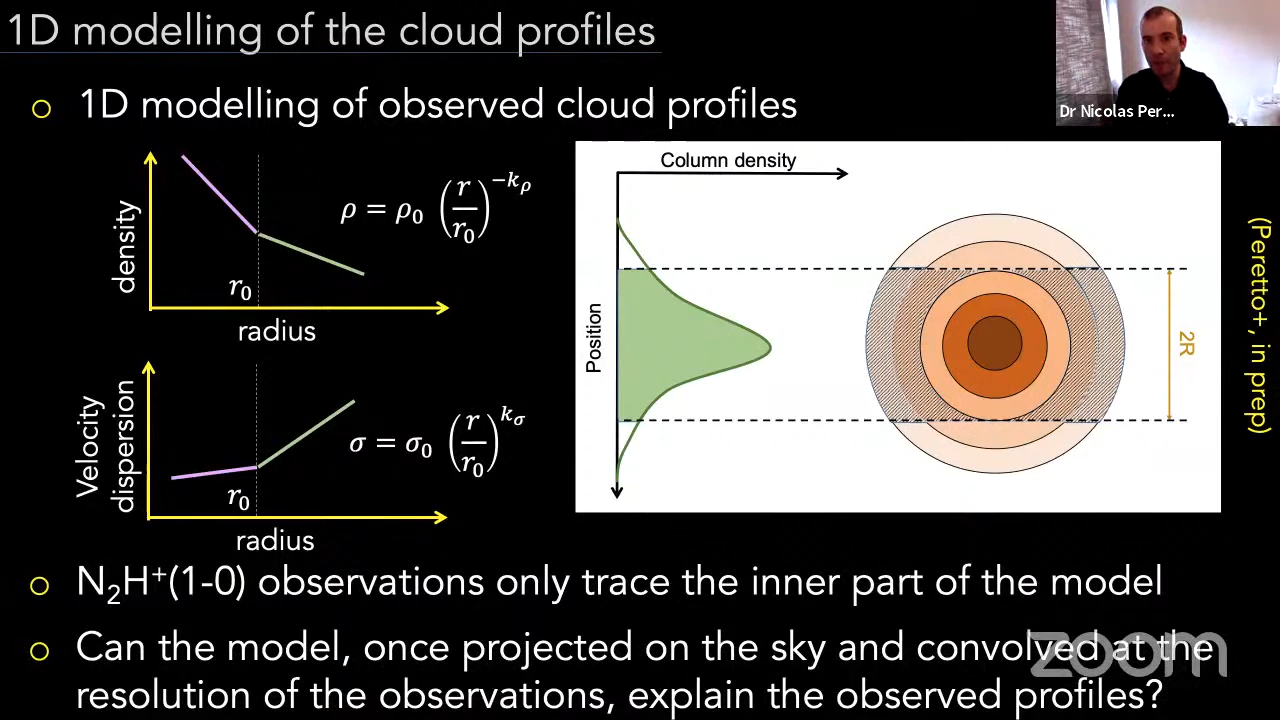 1D modelling of the cloud profiles
Dr Nicolas Per...
○ 1D modelling of observed cloud profiles
density
ρ = ρ₀ (r/r₀)^(-k_ρ)
r₀
radius
Velocity
dispersion
σ = σ₀ (r/r₀)^(k_σ)
r₀
radius
Column density
Position
2R
(Peretto+, in prep)
○ N₂H⁺(1-0) observations only trace the inner part of the model
○ Can the model, once projected on the sky and convolved at the
resolution of the observations, explain the observed profiles?
zoom